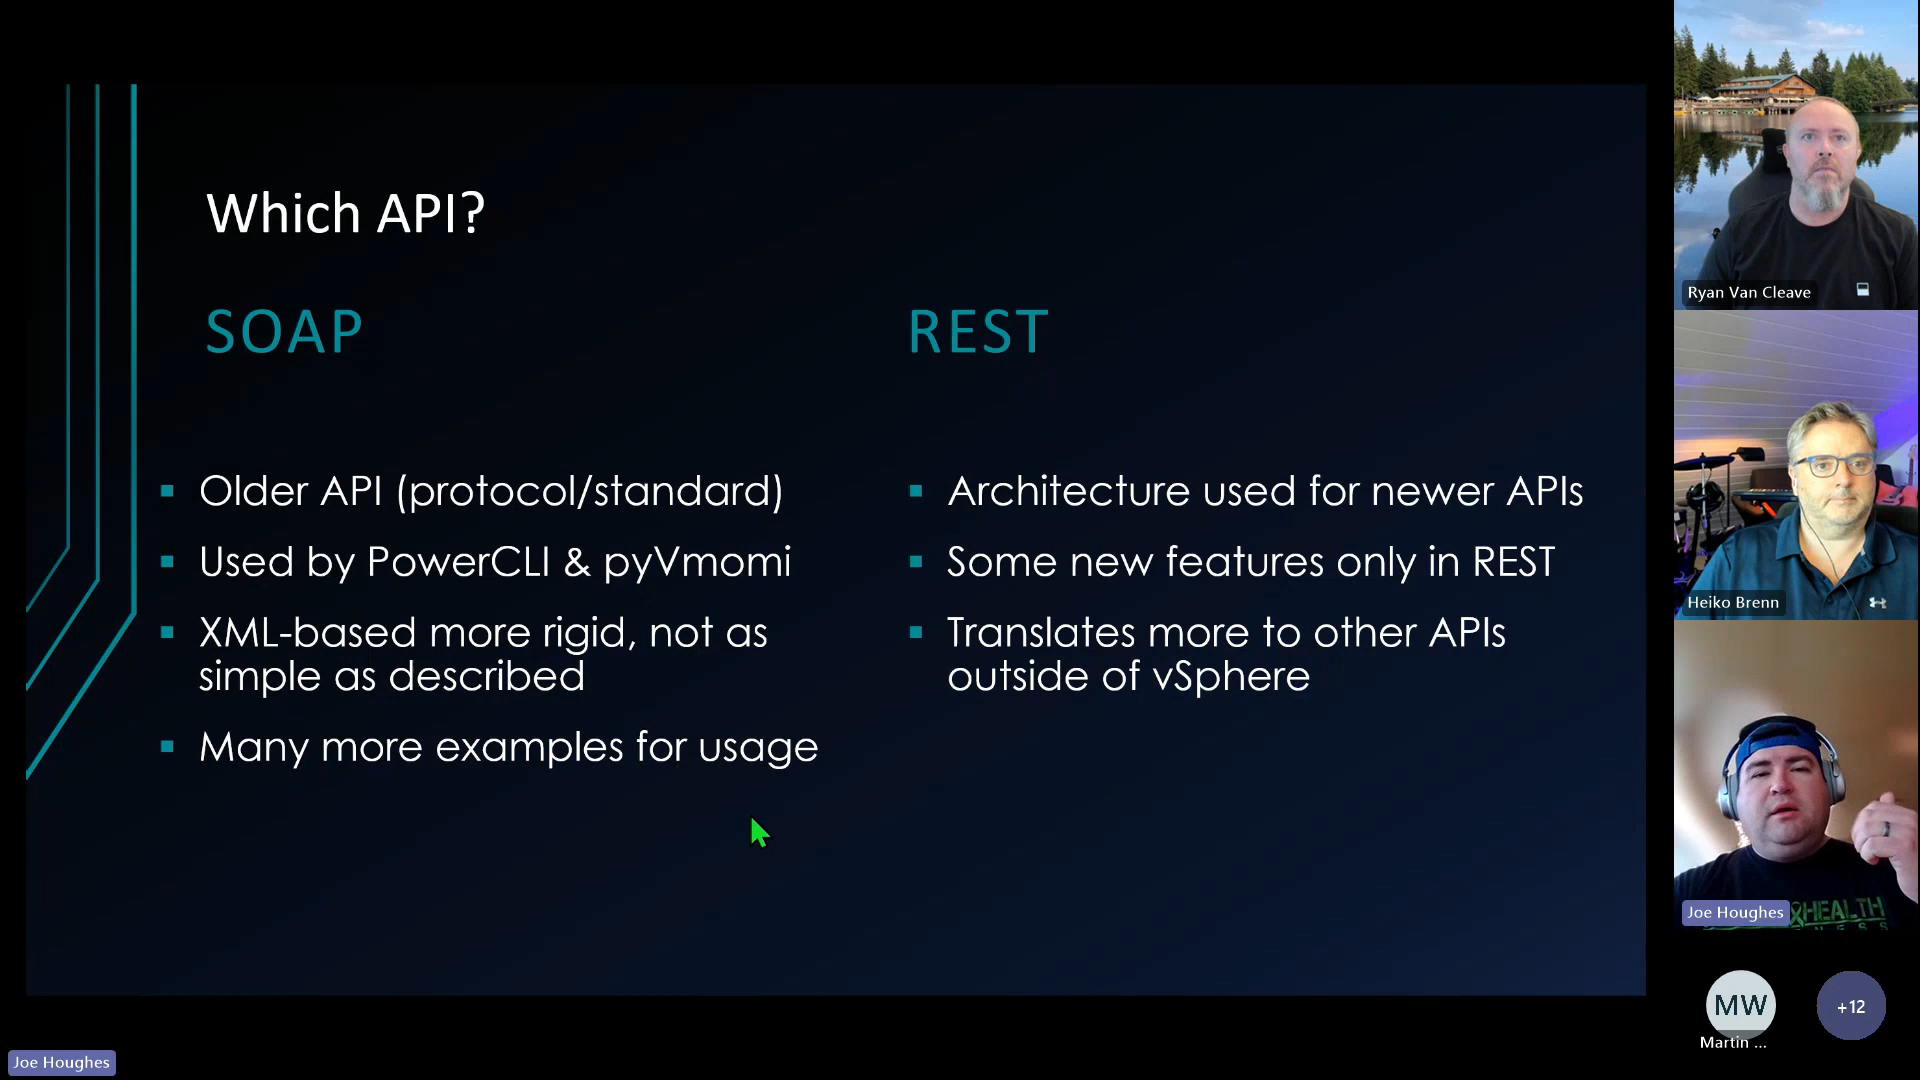 Which API?
SOAP
REST
Older API (protocol/standard)
Used by PowerCLI & pyVmomi
XML-based more rigid, not as
simple as described
Many more examples for usage
Architecture used for newer APIs
Some new features only in REST
Translates more to other APIs
outside of vSphere
Ryan Van Cleave
Heiko Brenn
HEALTH
Joe Houghes
MW
+12
Martin ...
Joe Houghes